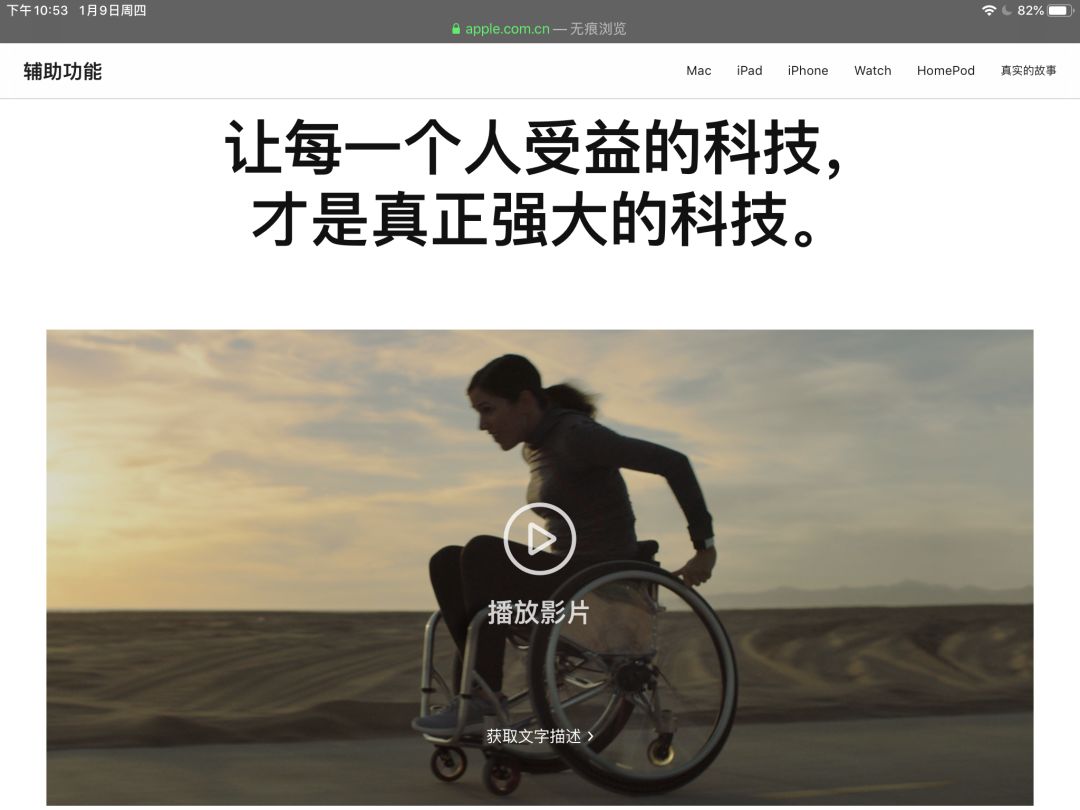 下午10:53 1月9日周四 82%
apple.com.cn — 无痕浏览
辅助功能 Mac iPad iPhone Watch HomePod 真实的故事
让每一个人受益的科技，
才是真正强大的科技。
播放影片
获取文字描述 ›